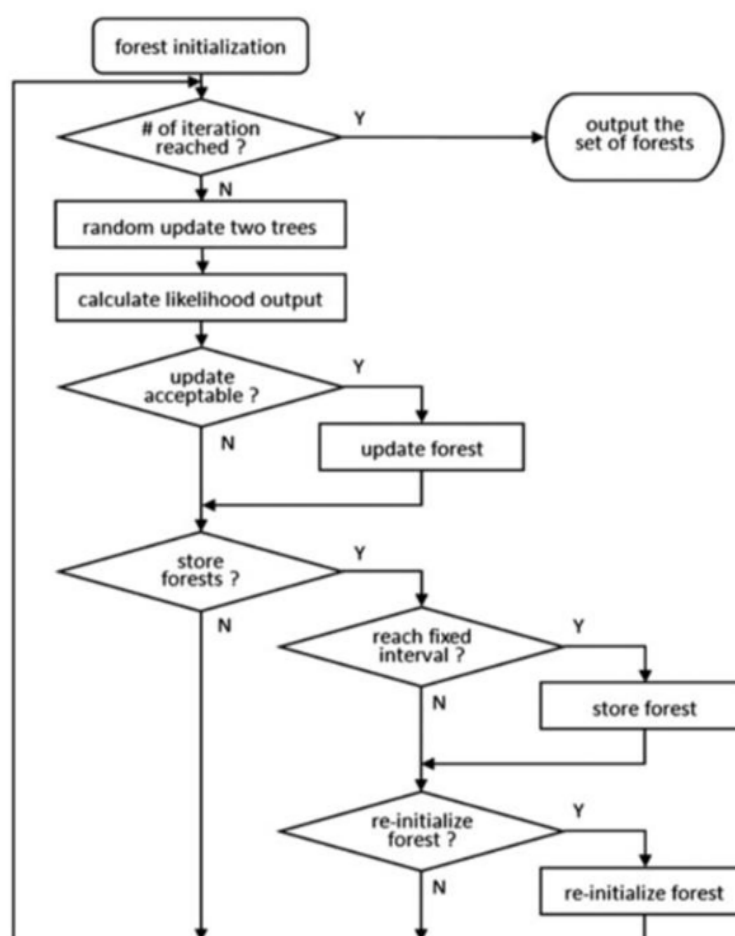 forest initialization
# of iteration
reached ?
Y
output the
set of forests
N
random update two trees
calculate likelihood output
update
acceptable ?
Y
N
update forest
store
forests ?
Y
N
reach fixed
interval ?
Y
N
store forest
re-initialize
forest ?
Y
N
re-initialize forest